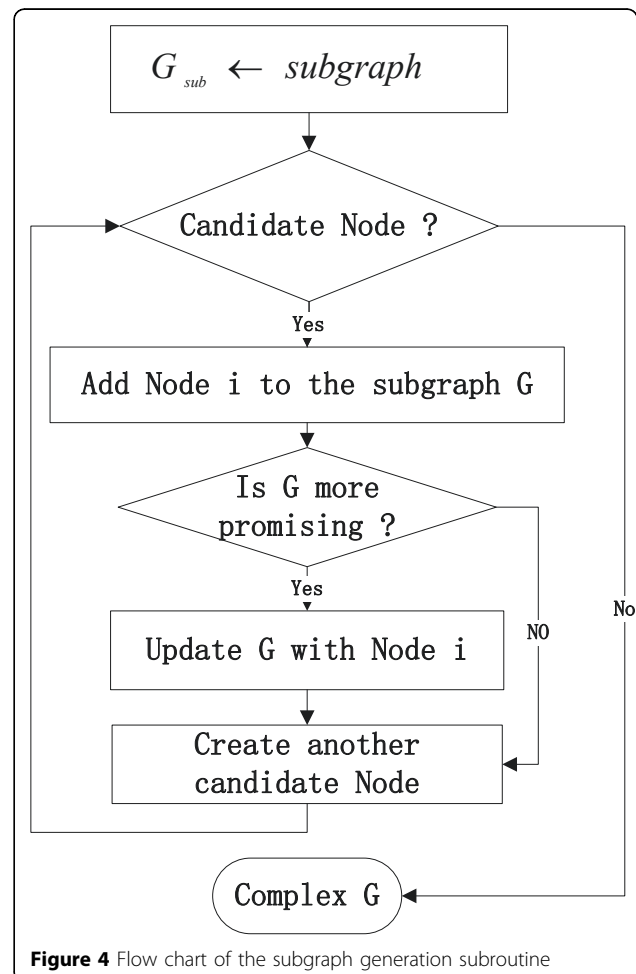 G sub ← subgraph
Candidate Node ?
Yes
Add Node i to the subgraph G
Is G more
promising ?
Yes
No
NO
Update G with Node i
Create another
candidate Node
Complex G
Figure 4 Flow chart of the subgraph generation subroutine